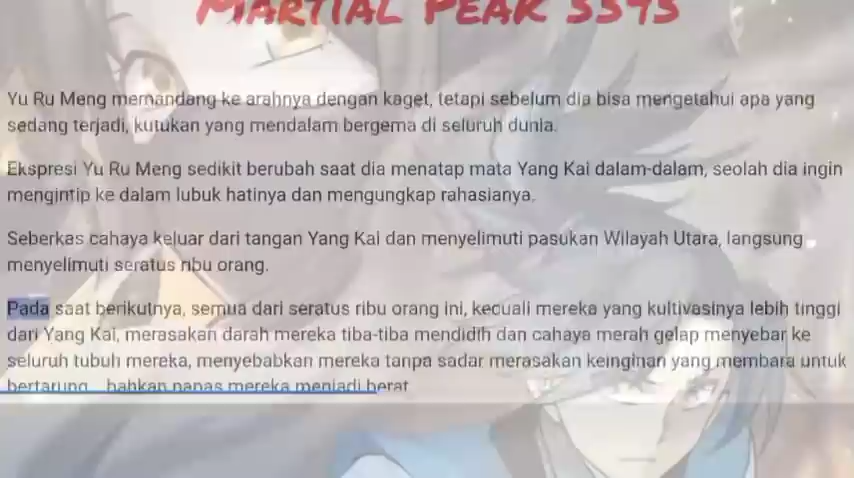 MARTIAL PEAK 3395
Yu Ru Meng memandang ke arahnya dengan kaget, tetapi sebelum dia bisa mengetahui apa yang
sedang terjadi, kutukan yang mendalam bergema di seluruh dunia.
Ekspresi Yu Ru Meng sedikit berubah saat dia menatap mata Yang Kai dalam-dalam, seolah dia ingin
mengintip ke dalam lubuk hatinya dan mengungkap rahasianya.
Seberkas cahaya keluar dari tangan Yang Kai dan menyelimuti pasukan Wilayah Utara, langsung
menyelimuti seratus ribu orang.
Pada saat berikutnya, semua dari seratus ribu orang ini, kecuali mereka yang kultivasinya lebih tinggi
dari Yang Kai, merasakan darah mereka tiba-tiba mendidih dan cahaya merah gelap menyebar ke
seluruh tubuh mereka, menyebabkan mereka tanpa sadar merasakan keinginan yang membara untuk
bertarung bahkan napas mereka menjadi berat